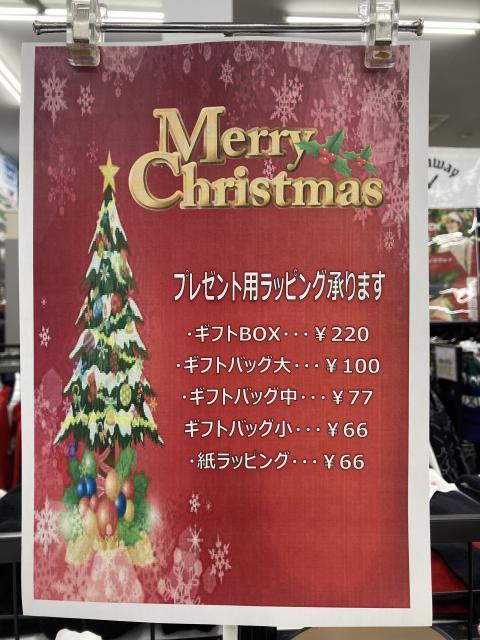 Merry
Christmas
プレゼント用ラッピング承ります
・ギフトBOX・・・￥220
・ギフトバッグ大・・・￥100
・ギフトバッグ中・・・￥77
ギフトバッグ小・・・￥66
・紙ラッピング・・・￥66